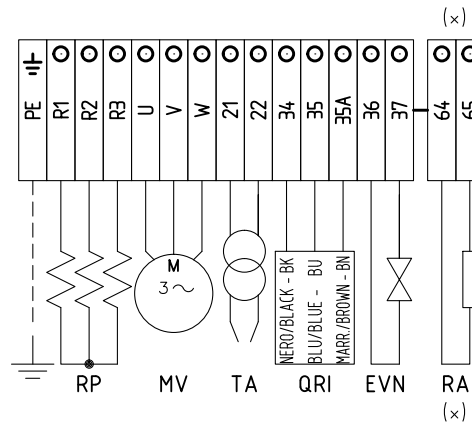 (×)
PE R1 R2 R3 U V W 21 22 34 35 35A 36 37 64 65
M
3~
NERO/BLACK - BK
BLU/BLUE - BU
MARR./BROWN - BN
RP MV TA QRI EVN RA
(×)